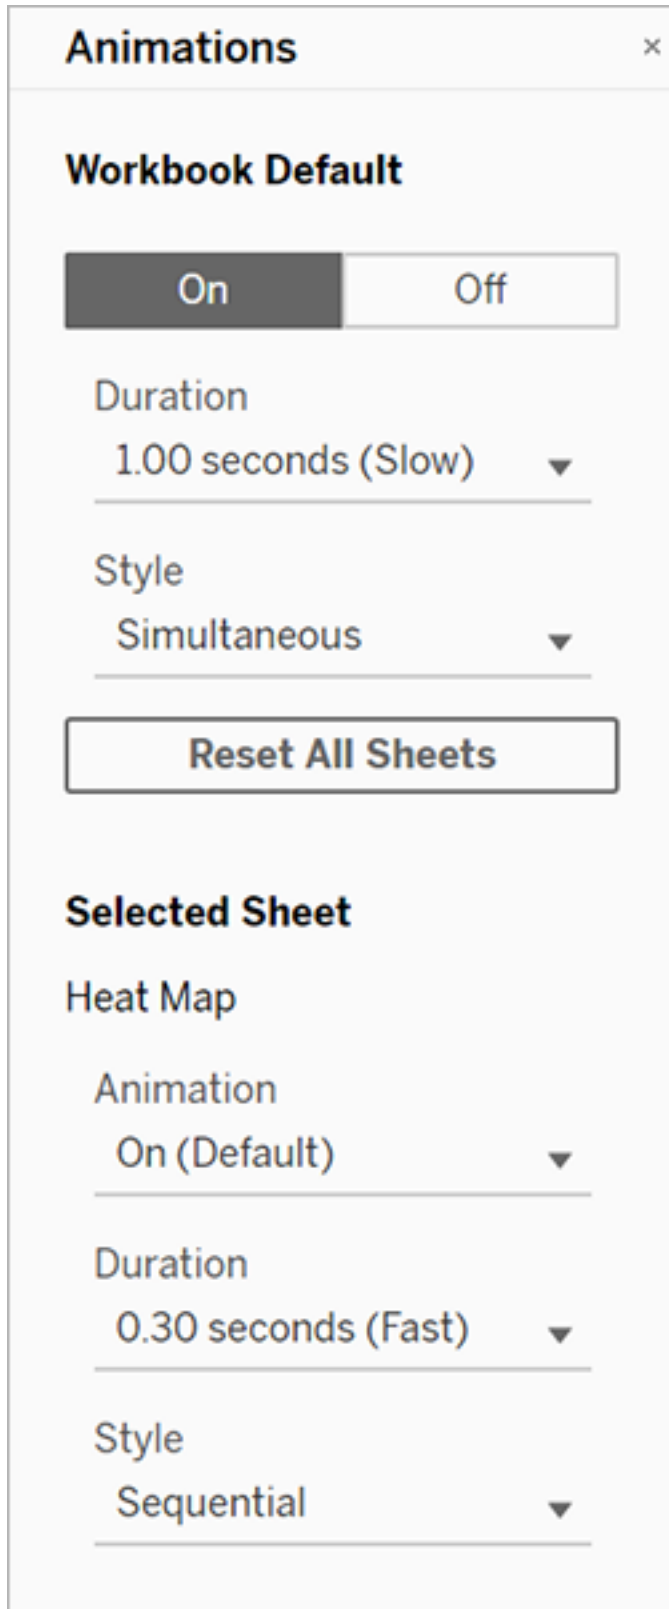 Animations
Workbook Default
On Off
Duration
1.00 seconds (Slow)
Style
Simultaneous
Reset All Sheets
Selected Sheet
Heat Map
Animation
On (Default)
Duration
0.30 seconds (Fast)
Style
Sequential